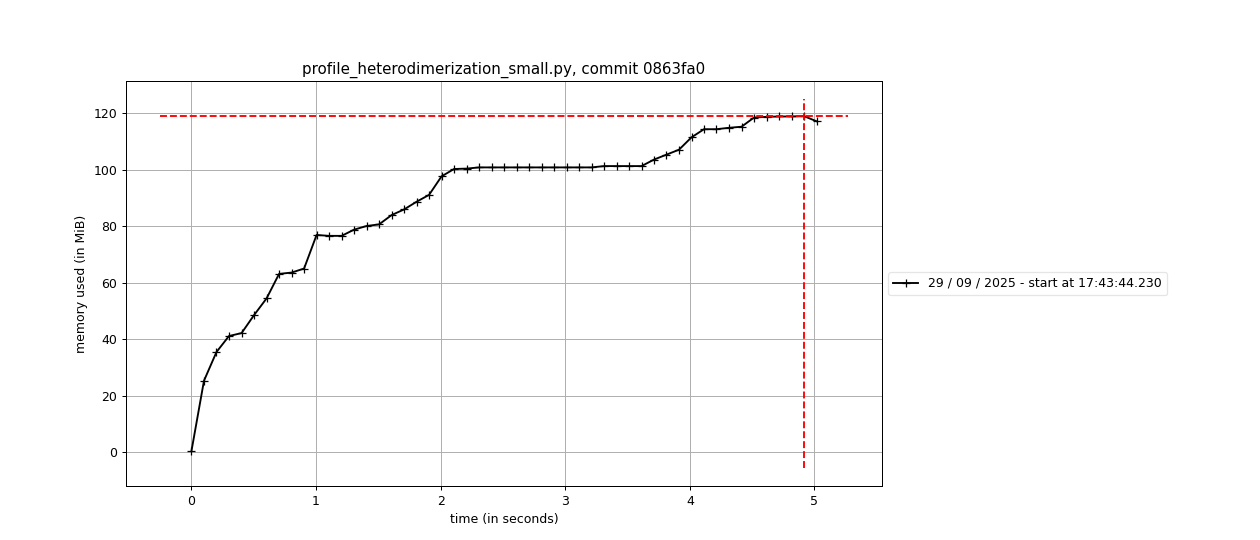 profile_heterodimerization_small.py, commit 0863fa0
memory used (in MiB)
120
100
80
60
40
20
0
0 1 2 3 4 5
time (in seconds)
29 / 09 / 2025 - start at 17:43:44.230